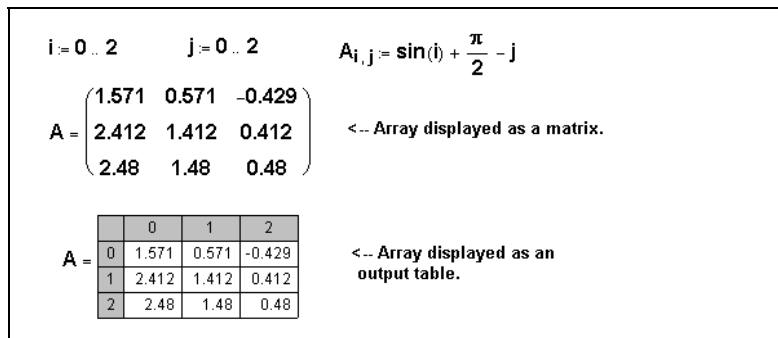 i := 0 .. 2 j := 0 .. 2 A i , j := sin(i) + π/2 − j
A = ( 1.571 0.571 −0.429
2.412 1.412 0.412
2.48 1.48 0.48 )
<-- Array displayed as a matrix.
A =
0 1 2
0 1.571 0.571 -0.429
1 2.412 1.412 0.412
2 2.48 1.48 0.48
<-- Array displayed as an
output table.